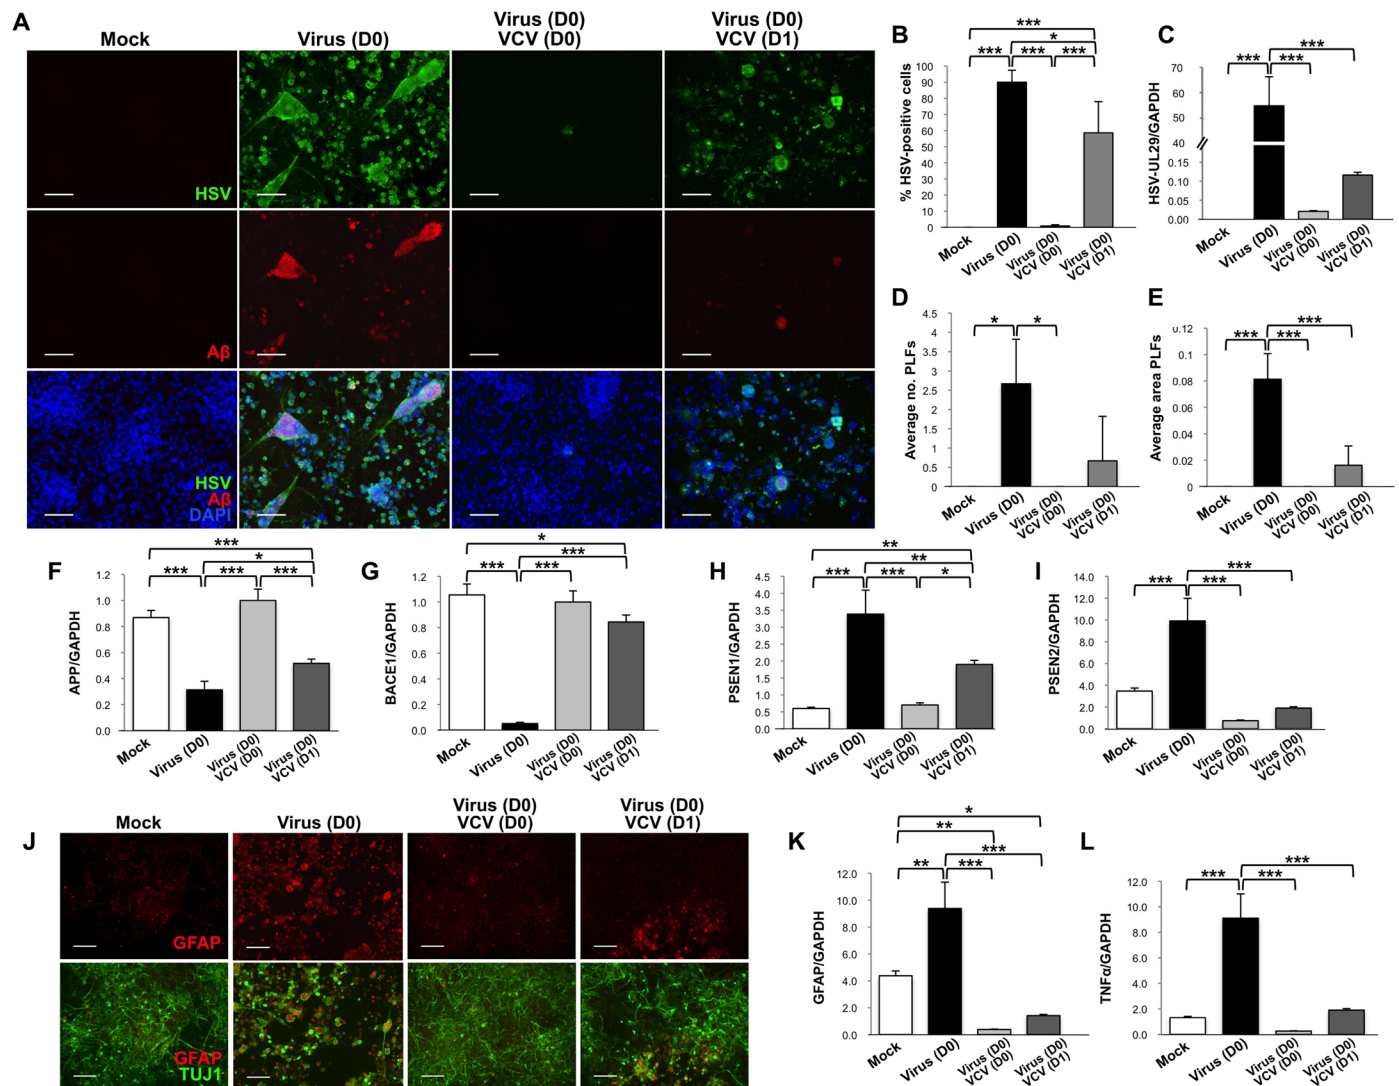 A
Mock
Virus (D0)
Virus (D0)
VCV (D0)
Virus (D0)
VCV (D1)
HSV
Aβ
HSV
Aβ
DAPI
B
***
*
*** *** ***
% HSV-positive cells
100
90
80
70
60
50
40
30
20
10
0
Mock
Virus (D0)
Virus (D0)
VCV (D0)
Virus (D0)
VCV (D1)
C
***
*** ***
HSV-UL29/GAPDH
70
60
50
40
0.15
0.10
0.05
0.00
Mock
Virus (D0)
Virus (D0)
VCV (D0)
Virus (D0)
VCV (D1)
D
* *
Average no. PLFs
4.5
4
3.5
3
2.5
2
1.5
1
0.5
0
Mock
Virus (D0)
Virus (D0)
VCV (D0)
Virus (D0)
VCV (D1)
E
***
*** ***
Average area PLFs
0.12
0.1
0.08
0.06
0.04
0.02
0
Mock
Virus (D0)
Virus (D0)
VCV (D0)
Virus (D0)
VCV (D1)
F
***
*
*** *** ***
APP/GAPDH
1.2
1.0
0.8
0.6
0.4
0.2
0.0
Mock
Virus (D0)
Virus (D0)
VCV (D0)
Virus (D0)
VCV (D1)
G
*
***
*** ***
BACE1/GAPDH
1.2
1.0
0.8
0.6
0.4
0.2
0.0
Mock
Virus (D0)
Virus (D0)
VCV (D0)
Virus (D0)
VCV (D1)
H
**
**
*** *** *
PSEN1/GAPDH
4.5
4.0
3.5
3.0
2.5
2.0
1.5
1.0
0.5
0.0
Mock
Virus (D0)
Virus (D0)
VCV (D0)
Virus (D0)
VCV (D1)
I
***
*** ***
PSEN2/GAPDH
14.0
12.0
10.0
8.0
6.0
4.0
2.0
0.0
Mock
Virus (D0)
Virus (D0)
VCV (D0)
Virus (D0)
VCV (D1)
J
Mock
Virus (D0)
Virus (D0)
VCV (D0)
Virus (D0)
VCV (D1)
GFAP
GFAP
TUJ1
K
*
**
***
** ***
GFAP/GAPDH
12.0
10.0
8.0
6.0
4.0
2.0
0.0
Mock
Virus (D0)
Virus (D0)
VCV (D0)
Virus (D0)
VCV (D1)
L
***
*** ***
TNFα/GAPDH
12.0
10.0
8.0
6.0
4.0
2.0
0.0
Mock
Virus (D0)
Virus (D0)
VCV (D0)
Virus (D0)
VCV (D1)